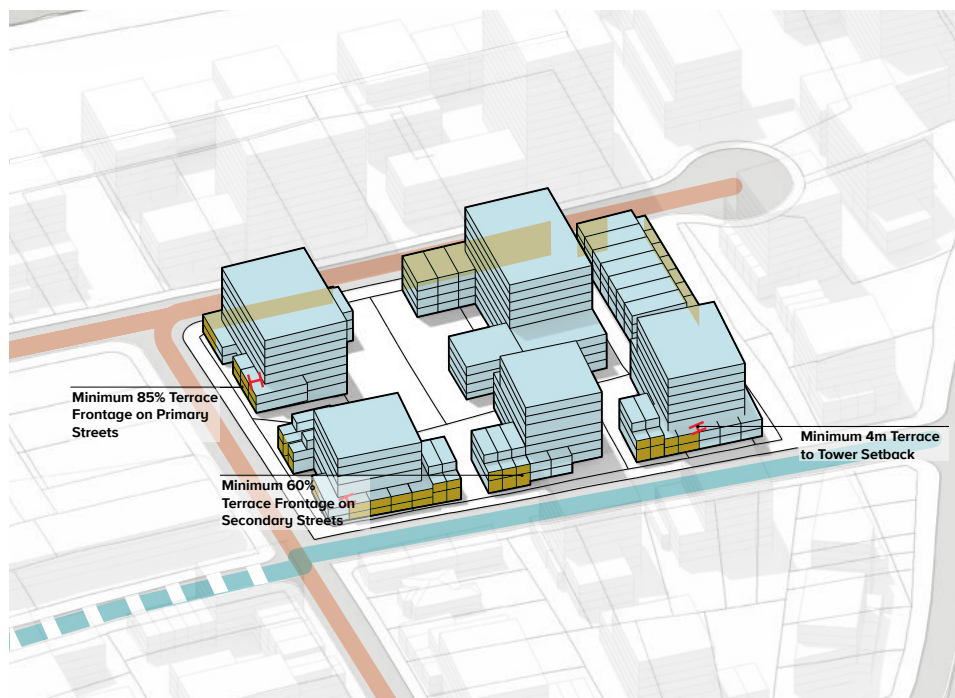 Minimum 85% Terrace
Frontage on Primary
Streets
Minimum 4m Terrace
to Tower Setback
Minimum 60%
Terrace Frontage on
Secondary Streets